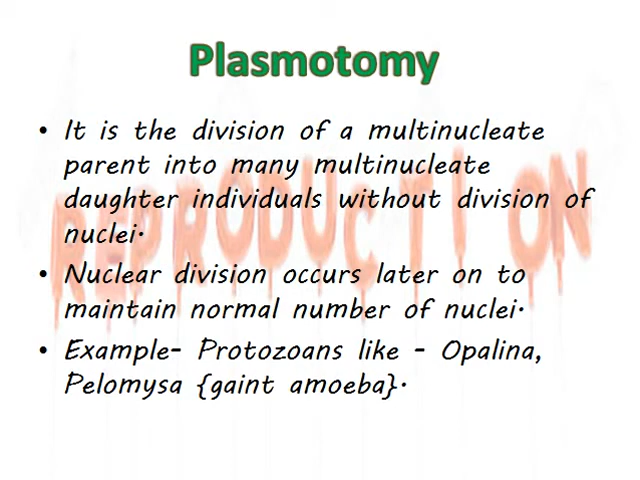 Plasmotomy
REPRODUCTION
• It is the division of a multinucleate
parent into many multinucleate
daughter individuals without division of
nuclei.
• Nuclear division occurs later on to
maintain normal number of nuclei.
• Example- Protozoans like - Opalina,
Pelomysa {gaint amoeba}.